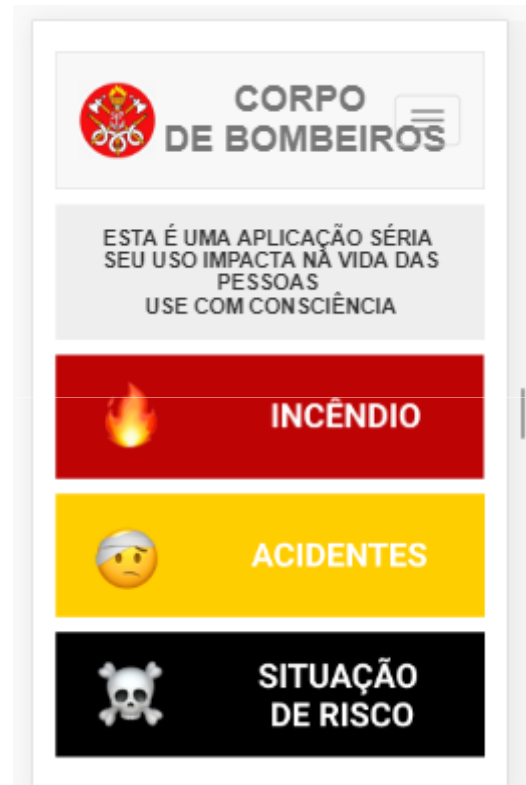 CORPO
DE BOMBEIROS
ESTA É UMA APLICAÇÃO SÉRIA
SEU USO IMPACTA NA VIDA DAS
PESSOAS
USE COM CONSCIÊNCIA
INCÊNDIO
ACIDENTES
SITUAÇÃO
DE RISCO